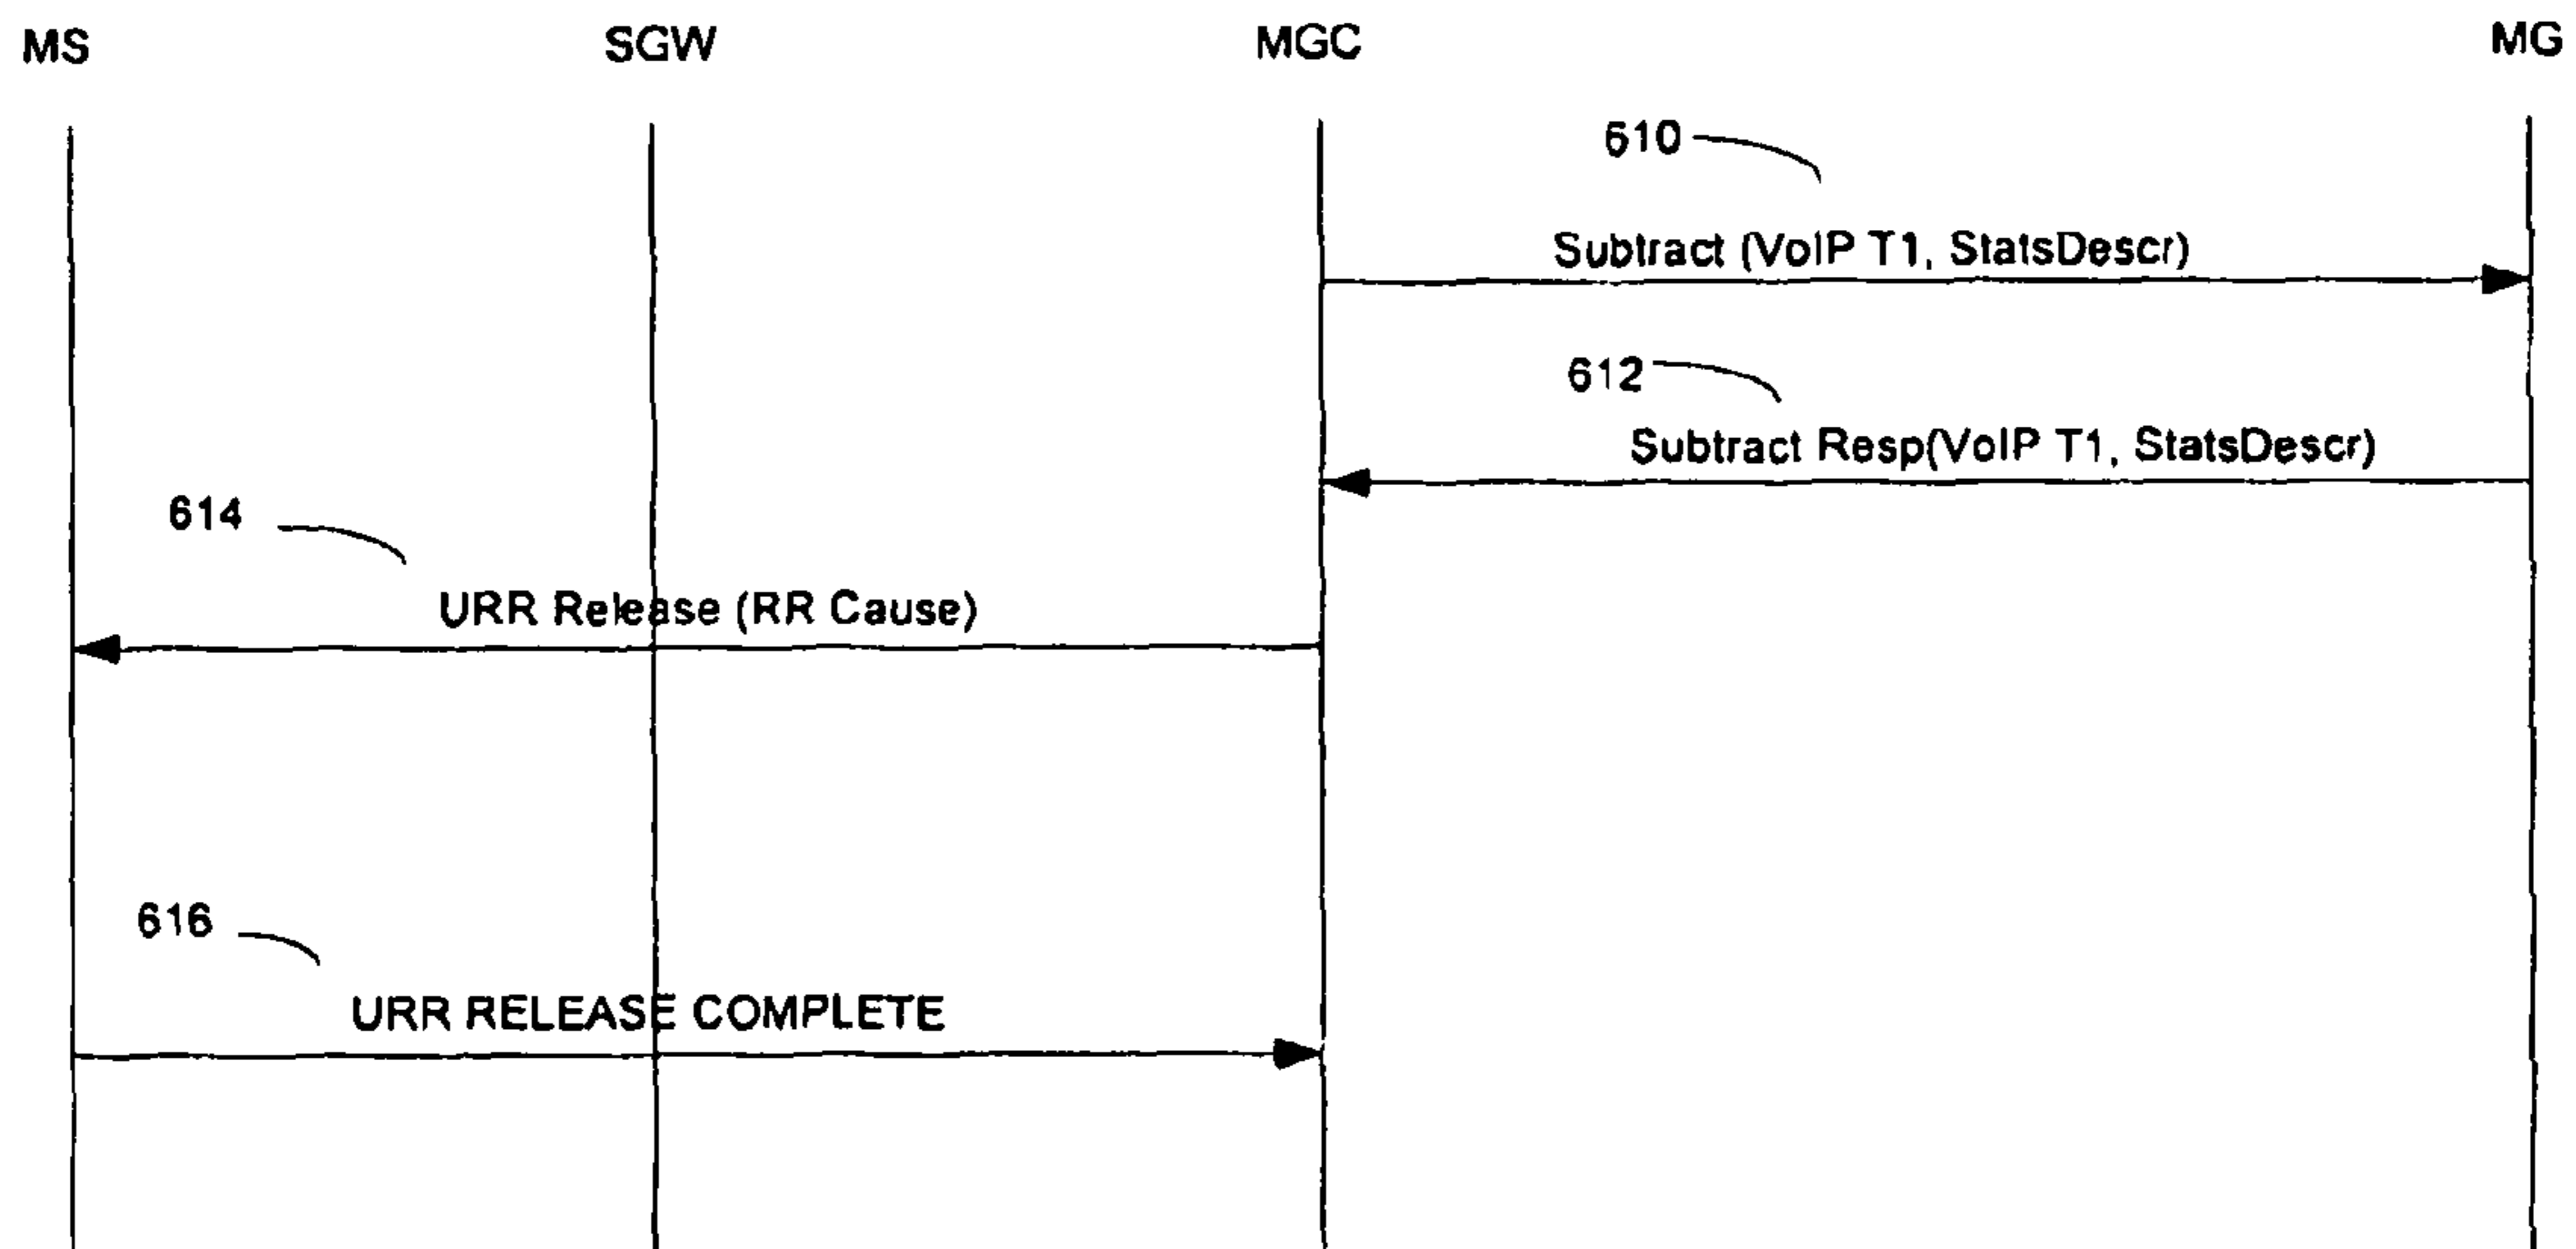 MS SGW MGC MG
610
Subtract (VoIP T1, StatsDescr)
612
Subtract Resp(VoIP T1, StatsDescr)
614
URR Release (RR Cause)
616
URR RELEASE COMPLETE